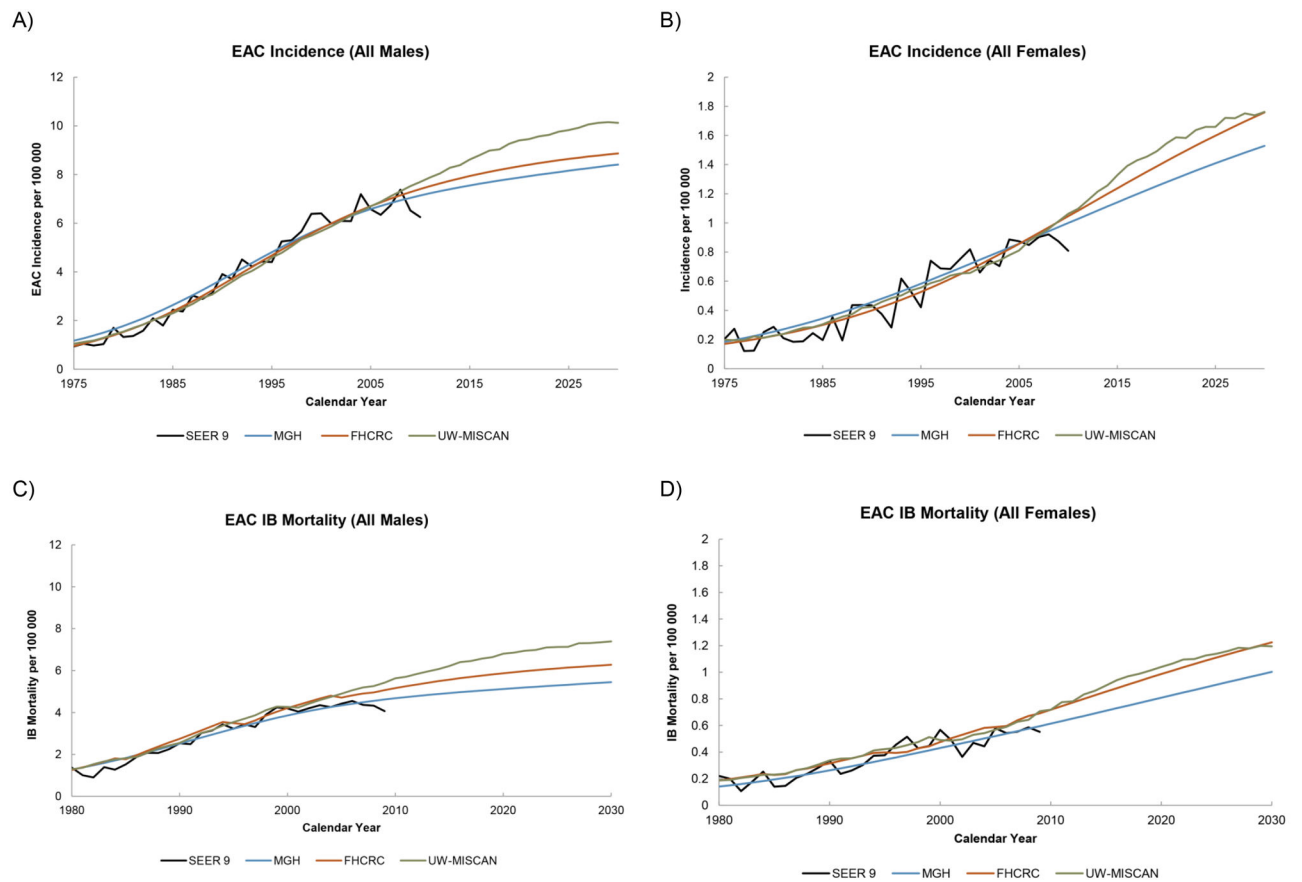 A)
EAC Incidence (All Males)
EAC Incidence per 100 000
12
10
8
6
4
2
0
1975 1985 1995 2005 2015 2025
Calendar Year
SEER 9 MGH FHCRC UW-MISCAN
B)
EAC Incidence (All Females)
Incidence per 100 000
2
1.8
1.6
1.4
1.2
1
0.8
0.6
0.4
0.2
0
1975 1985 1995 2005 2015 2025
Calendar Year
SEER 9 MGH FHCRC UW-MISCAN
C)
EAC IB Mortality (All Males)
IB Mortality per 100 000
12
10
8
6
4
2
0
1980 1990 2000 2010 2020 2030
Calendar Year
SEER 9 MGH FHCRC UW-MISCAN
D)
EAC IB Mortality (All Females)
IB Mortality per 100 000
2
1.8
1.6
1.4
1.2
1
0.8
0.6
0.4
0.2
0
1980 1990 2000 2010 2020 2030
Calendar Year
SEER 9 MGH FHCRC UW-MISCAN